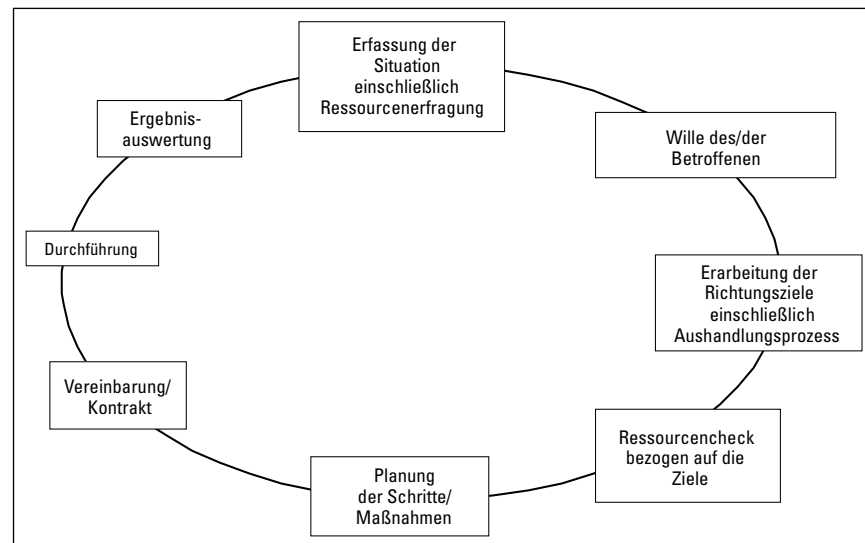 Erfassung der
Situation
einschließlich
Ressourcenerfragung
Wille des/der
Betroffenen
Erarbeitung der
Richtungsziele
einschließlich
Aushandlungsprozess
Ressourcencheck
bezogen auf die
Ziele
Planung
der Schritte/
Maßnahmen
Vereinbarung/
Kontrakt
Durchführung
Ergebnis-
auswertung